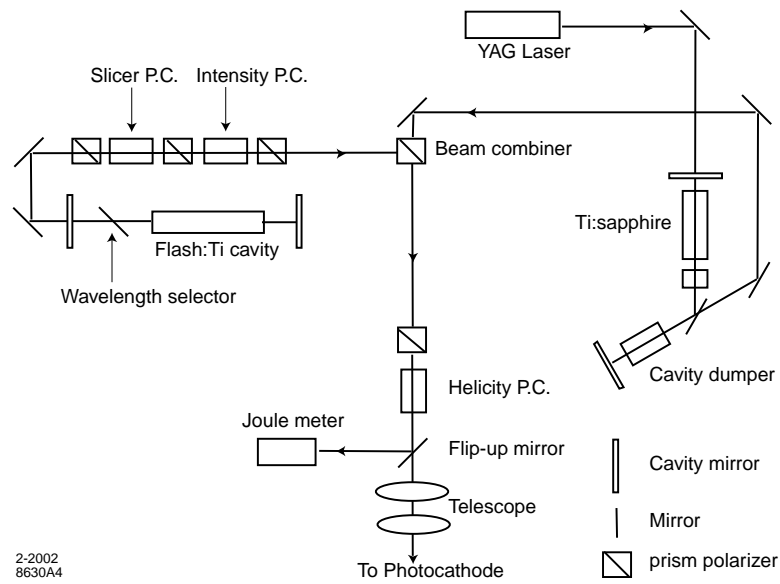 YAG Laser
Slicer P.C.
Intensity P.C.
Beam combiner
Ti:sapphire
Flash:Ti cavity
Wavelength selector
Cavity dumper
Helicity P.C.
Joule meter
Flip-up mirror
Cavity mirror
Telescope
Mirror
prism polarizer
To Photocathode
2-2002
8630A4